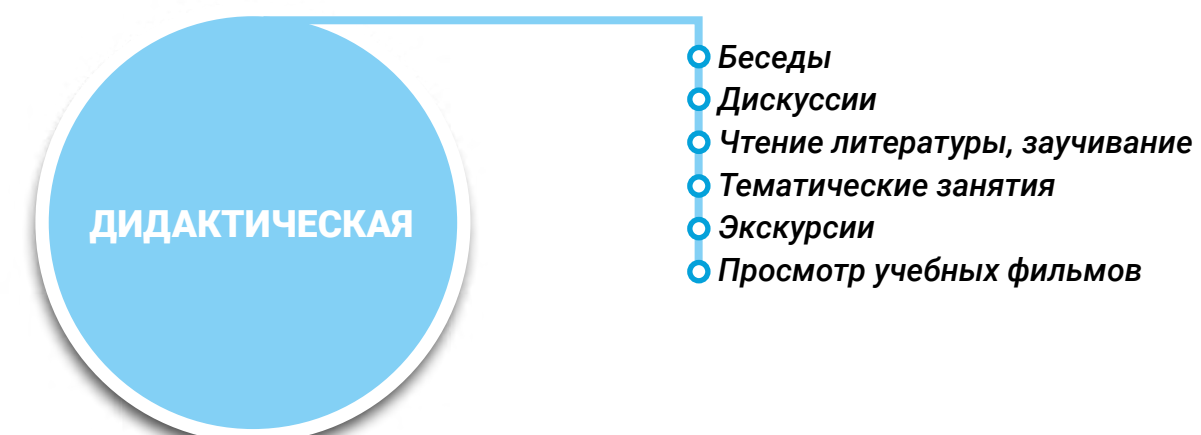 ДИДАКТИЧЕСКАЯ
Беседы
Дискуссии
Чтение литературы, заучивание
Тематические занятия
Экскурсии
Просмотр учебных фильмов